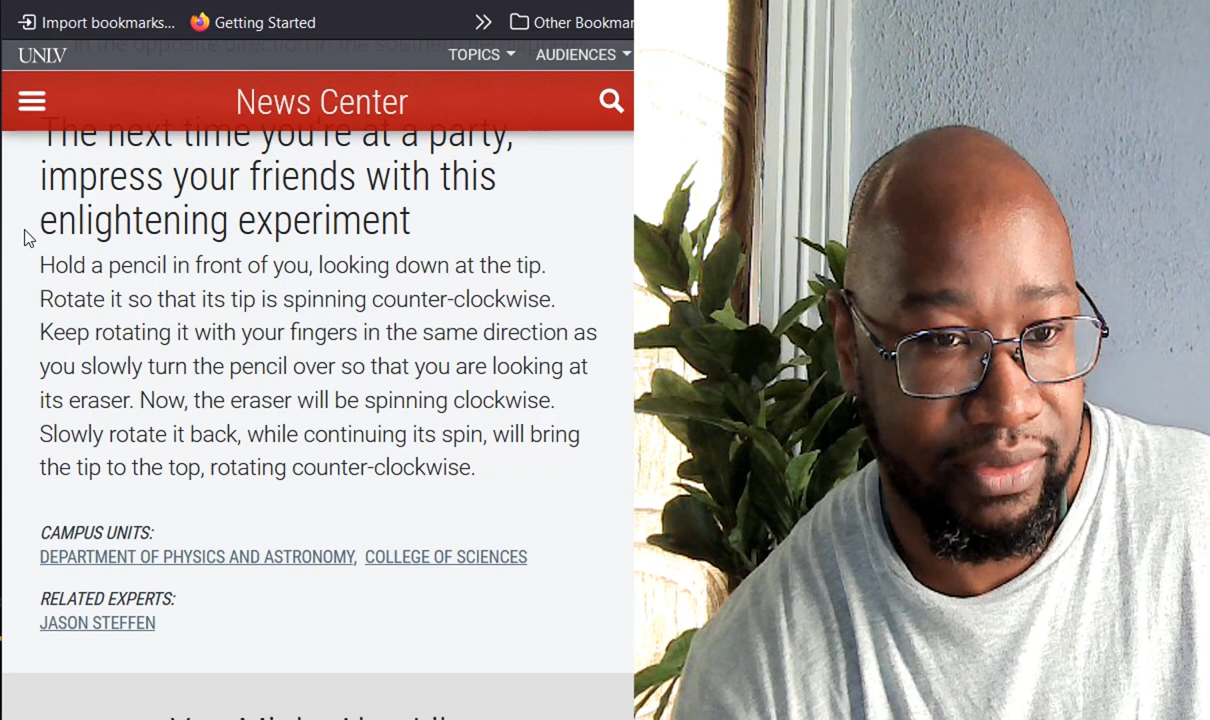 Import bookmarks... Getting Started Other Bookmar
UNLV TOPICS AUDIENCES
News Center
The next time you're at a party,
impress your friends with this
enlightening experiment
Hold a pencil in front of you, looking down at the tip.
Rotate it so that its tip is spinning counter-clockwise.
Keep rotating it with your fingers in the same direction as
you slowly turn the pencil over so that you are looking at
its eraser. Now, the eraser will be spinning clockwise.
Slowly rotate it back, while continuing its spin, will bring
the tip to the top, rotating counter-clockwise.
CAMPUS UNITS:
DEPARTMENT OF PHYSICS AND ASTRONOMY, COLLEGE OF SCIENCES
RELATED EXPERTS:
JASON STEFFEN